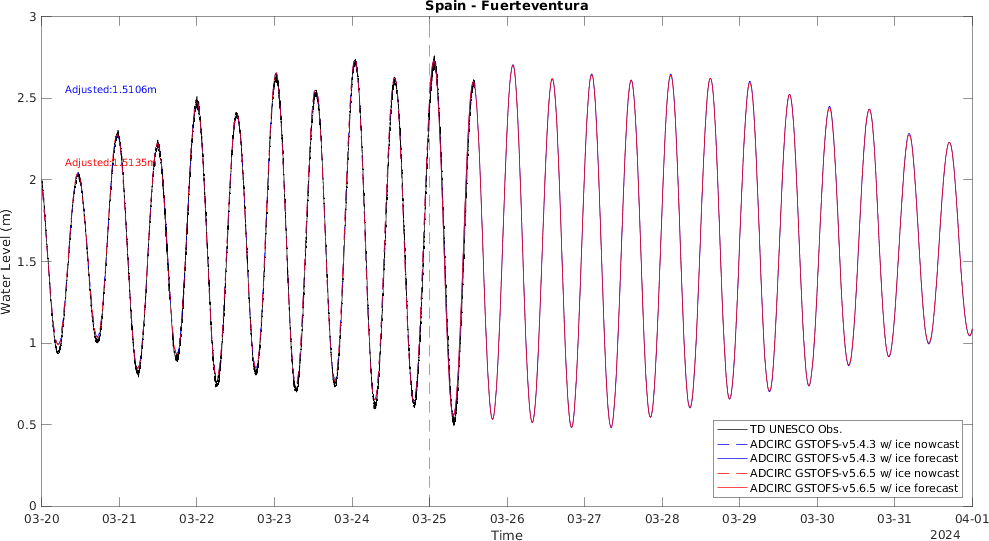 Spain - Fuerteventura
3
2.5
2
1.5
1
0.5
0
Water Level (m)
Adjusted:1.5106m
Adjusted:1.5135m
TD UNESCO Obs.
ADCIRC GSTOFS-v5.4.3 w/ ice nowcast
ADCIRC GSTOFS-v5.4.3 w/ ice forecast
ADCIRC GSTOFS-v5.6.5 w/ ice nowcast
ADCIRC GSTOFS-v5.6.5 w/ ice forecast
03-20 03-21 03-22 03-23 03-24 03-25 03-26 03-27 03-28 03-29 03-30 03-31 04-01
Time
2024